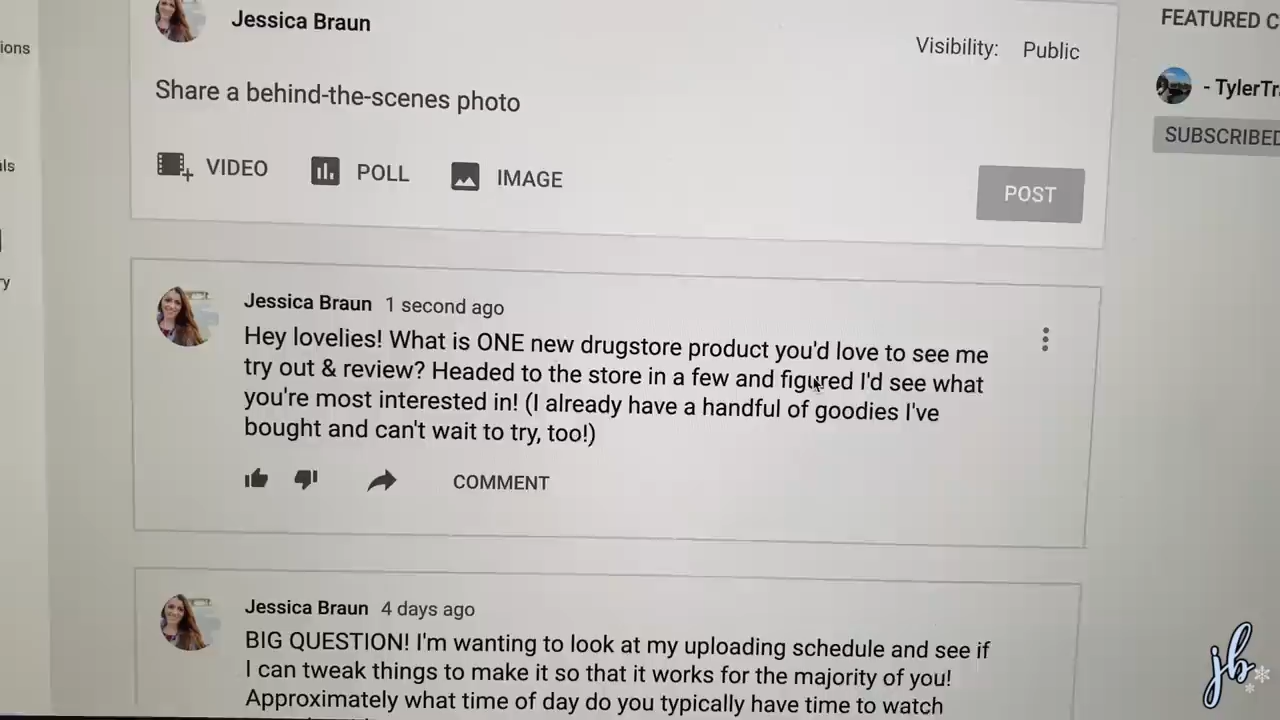 Jessica Braun
Visibility: Public
FEATURED C
ions
Share a behind-the-scenes photo
- TylerTr
SUBSCRIBED
VIDEO POLL IMAGE
POST
Jessica Braun 1 second ago
Hey lovelies! What is ONE new drugstore product you'd love to see me
try out & review? Headed to the store in a few and figured I'd see what
you're most interested in! (I already have a handful of goodies I've
bought and can't wait to try, too!)
COMMENT
Jessica Braun 4 days ago
BIG QUESTION! I'm wanting to look at my uploading schedule and see if
I can tweak things to make it so that it works for the majority of you!
Approximately what time of day do you typically have time to watch
jb